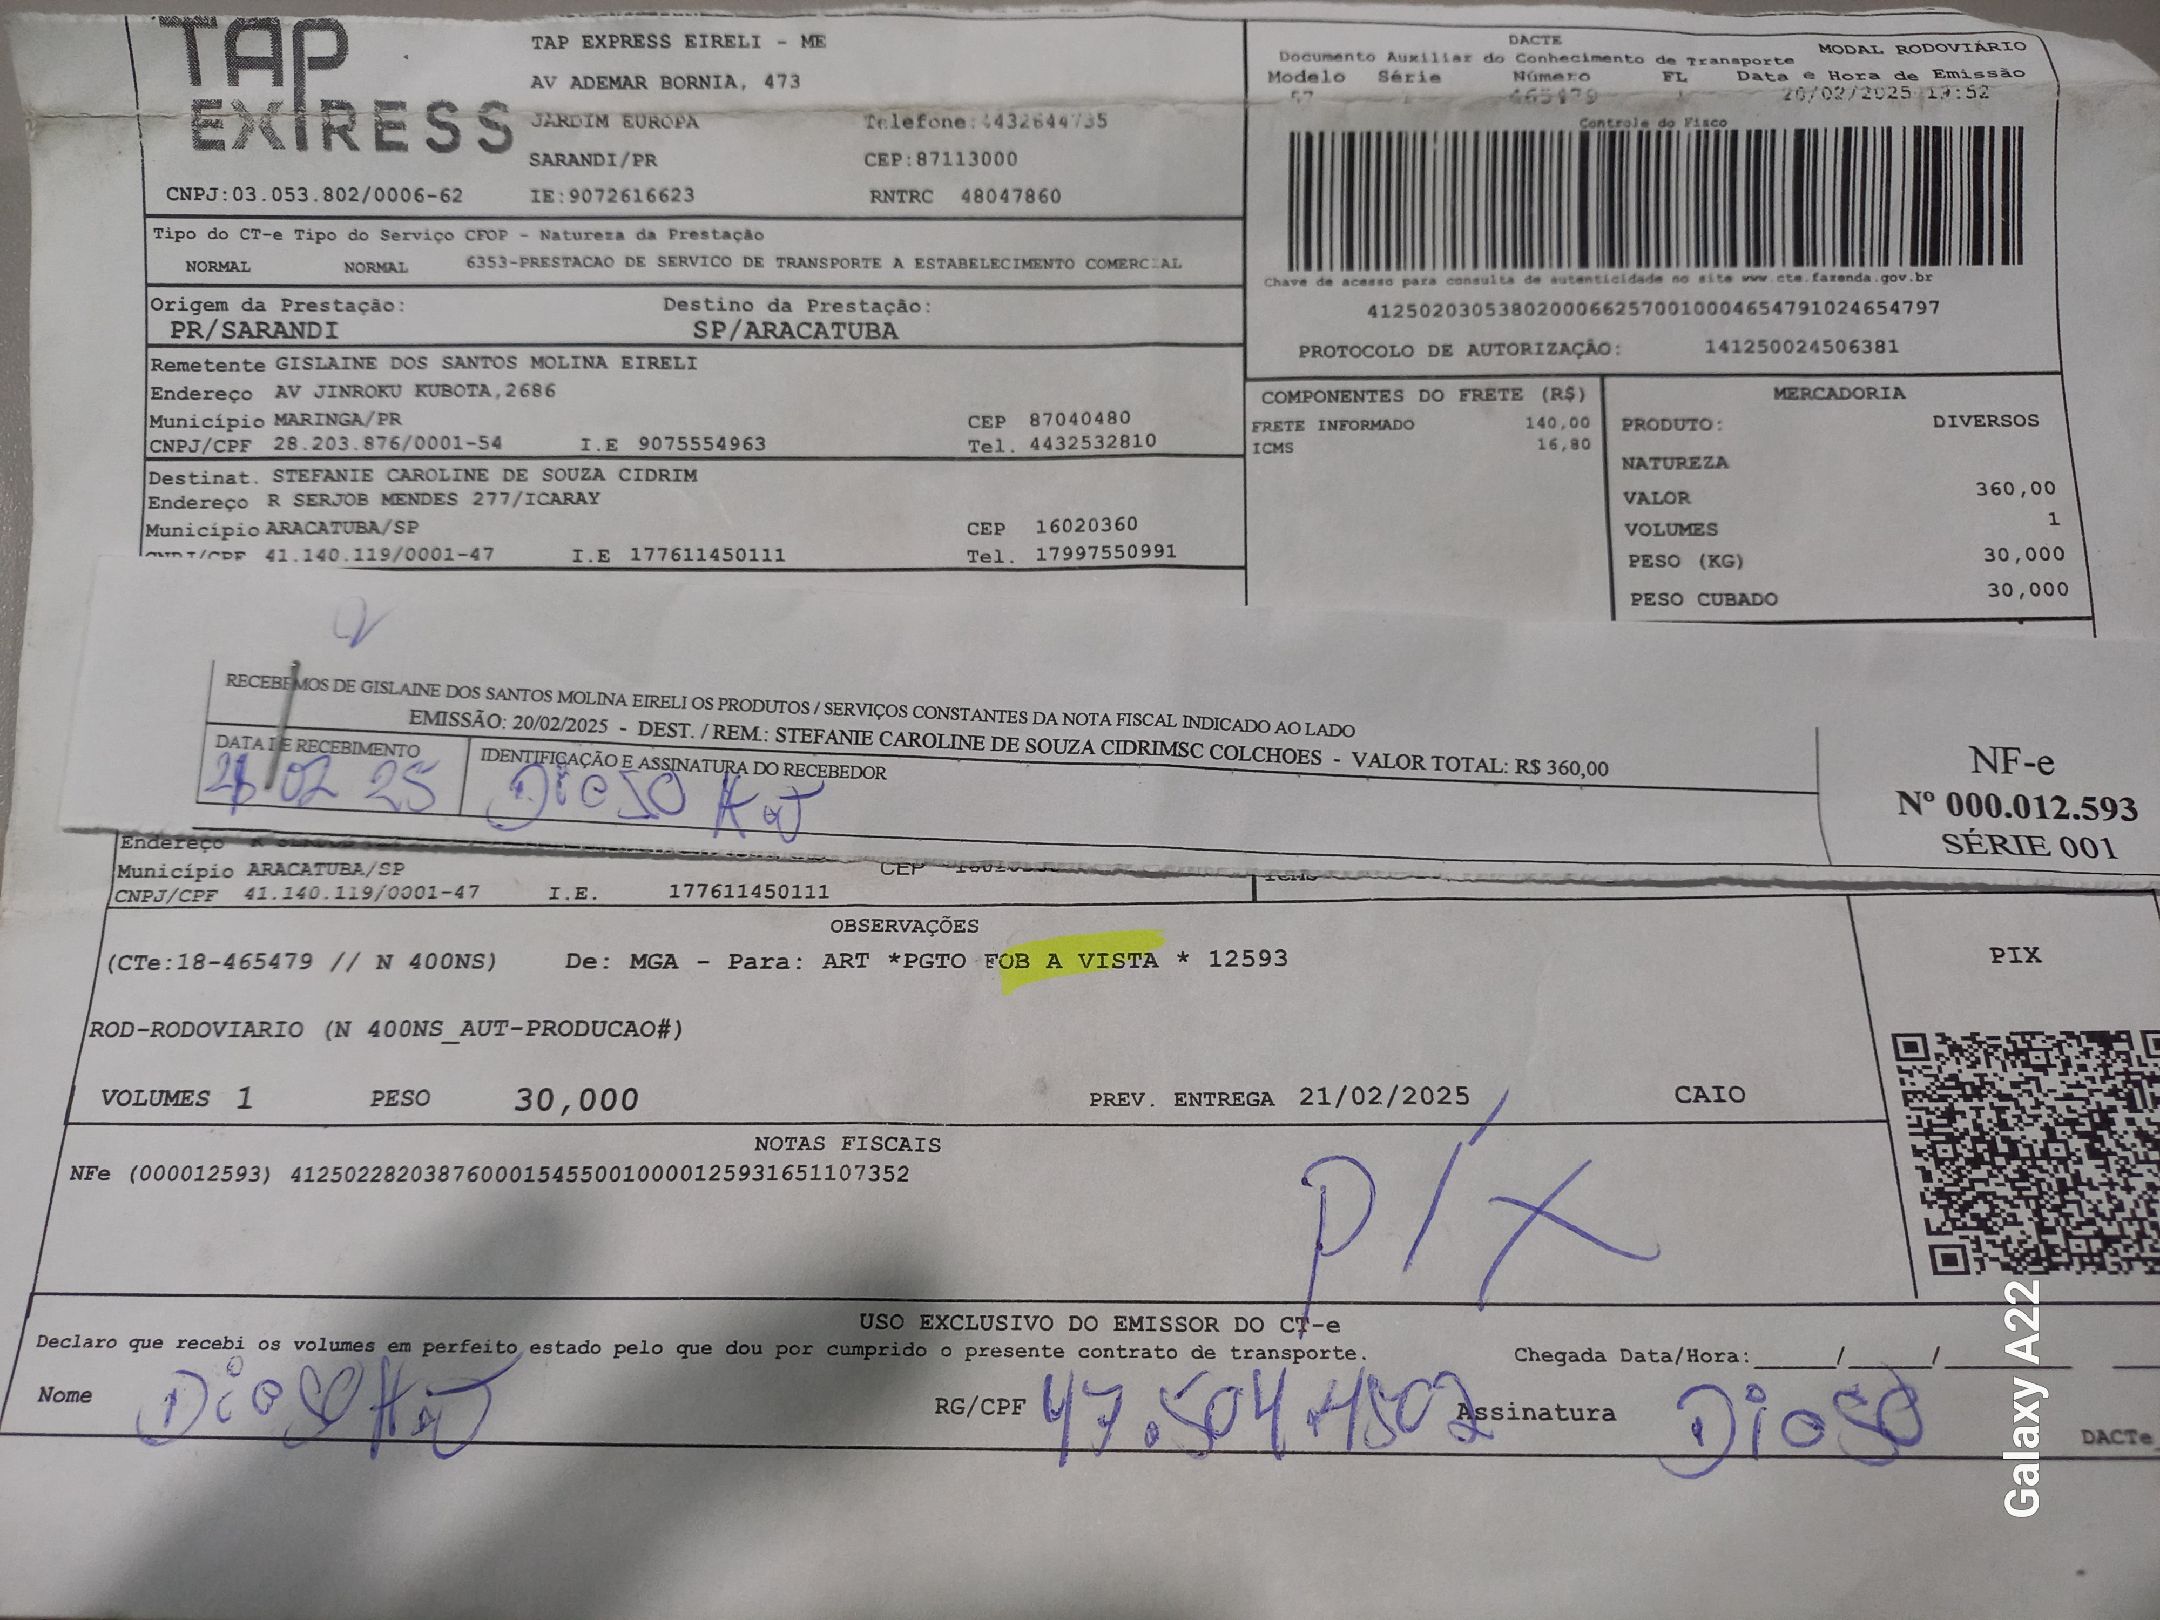 TAP
EXPRESS
TAP EXPRESS EIRELI - ME
AV ADEMAR BORNIA, 473
JARDIM EUROPA Telefone:4432644735
SARANDI/PR CEP:87113000
CNPJ:03.053.802/0006-62 IE:9072616623 RNTRC 48047860
DACTE
Documento Auxiliar do Conhecimento de Transporte MODAL RODOVIÁRIO
Modelo Série Número FL Data e Hora de Emissão
57 1 465479 1 20/02/2025 19:52
Controle do Fisco
Chave de acesso para consulta de autenticidade no site www.cte.fazenda.gov.br
41250203053802000662570010004654791024654797
PROTOCOLO DE AUTORIZAÇÃO: 141250024506381
Tipo do CT-e Tipo do Serviço CFOP - Natureza da Prestação
NORMAL NORMAL 6353-PRESTACAO DE SERVICO DE TRANSPORTE A ESTABELECIMENTO COMERCIAL
Origem da Prestação: Destino da Prestação:
PR/SARANDI SP/ARACATUBA
Remetente GISLAINE DOS SANTOS MOLINA EIRELI
Endereço AV JINROKU KUBOTA,2686
Município MARINGA/PR CEP 87040480
CNPJ/CPF 28.203.876/0001-54 I.E 9075554963 Tel. 4432532810
Destinat. STEFANIE CAROLINE DE SOUZA CIDRIM
Endereço R SERJOB MENDES 277/ICARAY
Município ARACATUBA/SP CEP 16020360
CNPJ/CPF 41.140.119/0001-47 I.E 177611450111 Tel. 17997550991
COMPONENTES DO FRETE (R$)
FRETE INFORMADO 140,00
ICMS 16,80
MERCADORIA
PRODUTO: DIVERSOS
NATUREZA
VALOR 360,00
VOLUMES 1
PESO (KG) 30,000
PESO CUBADO 30,000
RECEBEMOS DE GISLAINE DOS SANTOS MOLINA EIRELI OS PRODUTOS / SERVIÇOS CONSTANTES DA NOTA FISCAL INDICADO AO LADO
EMISSÃO: 20/02/2025 - DEST. / REM.: STEFANIE CAROLINE DE SOUZA CIDRIMSC COLCHOES - VALOR TOTAL: R$ 360,00
DATA DE RECEBIMENTO IDENTIFICAÇÃO E ASSINATURA DO RECEBEDOR
02 25
NF-e
Nº 000.012.593
SÉRIE 001
Endereço
Município ARACATUBA/SP CEP
CNPJ/CPF 41.140.119/0001-47 I.E. 177611450111
ICMS
OBSERVAÇÕES
(CTe:18-465479 // N 400NS) De: MGA - Para: ART *PGTO FOB A VISTA * 12593
ROD-RODOVIARIO (N 400NS_AUT-PRODUCAO#)
VOLUMES 1 PESO 30,000 PREV. ENTREGA 21/02/2025 CAIO
PIX
NOTAS FISCAIS
NFe (000012593) 41250228203876000154550010000125931651107352
PIX
USO EXCLUSIVO DO EMISSOR DO CT-e
Declaro que recebi os volumes em perfeito estado pelo que dou por cumprido o presente contrato de transporte. Chegada Data/Hora:______/______/_________
Nome RG/CPF Assinatura
DACTe
Galaxy A22